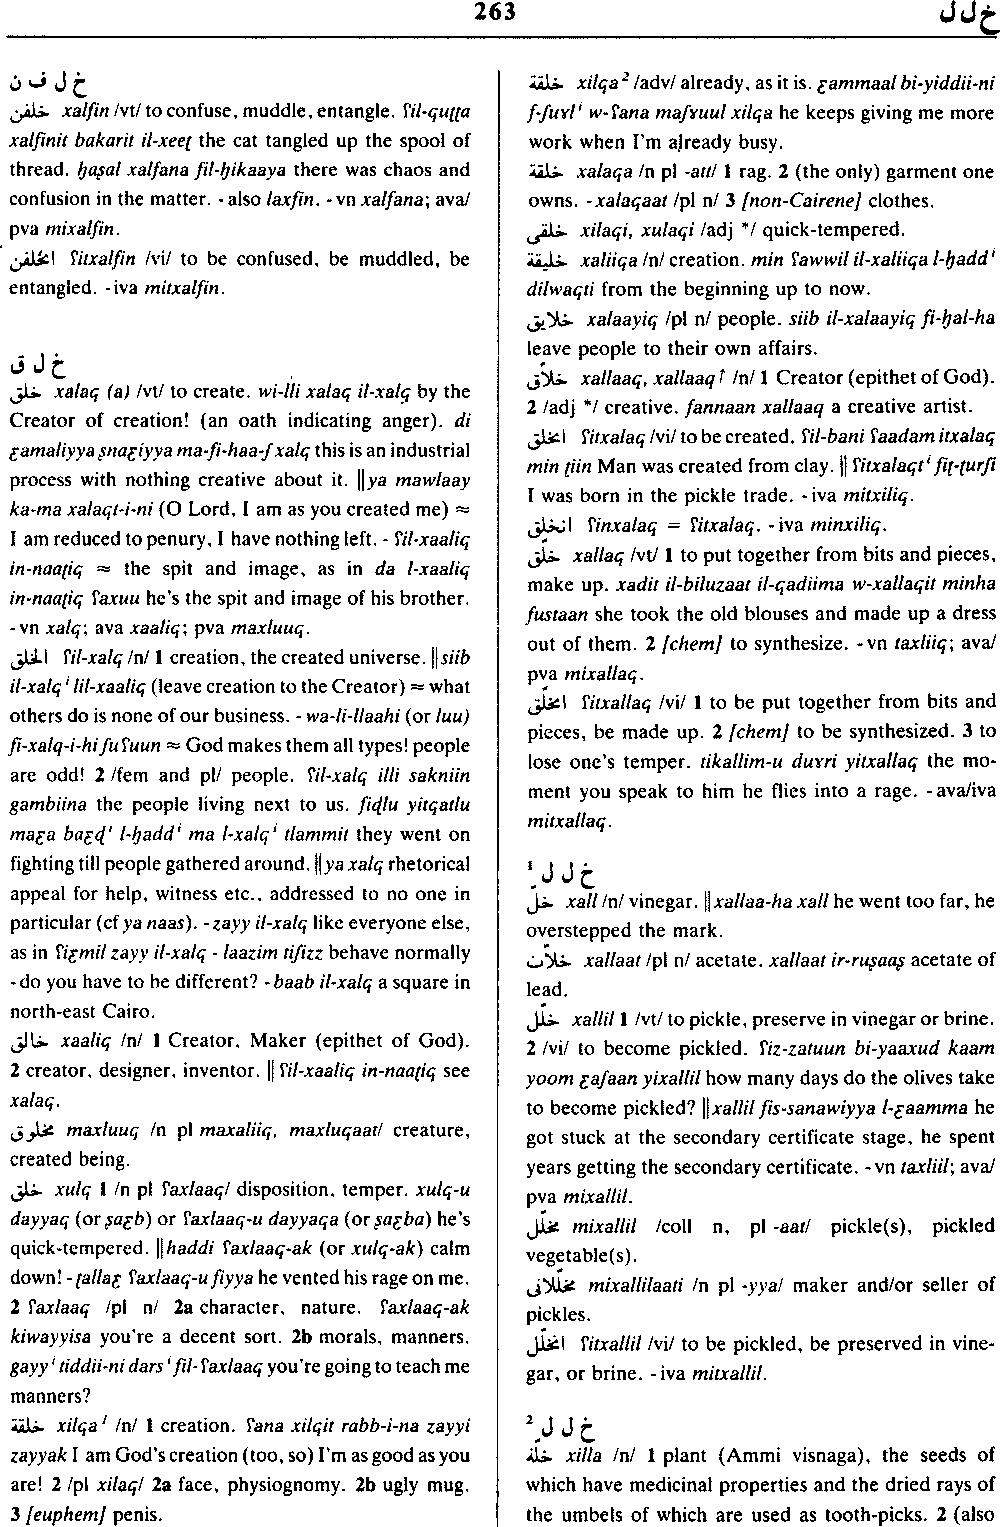 263
خ ل ل
خ ل ف ن
خلفن xalfin /vt/ to confuse, muddle, entangle. ʕil-quṭṭa
xalfinit bakarit il-xeeṭ the cat tangled up the spool of
thread. ḥaṣal xalfana fil-ḥikaaya there was chaos and
confusion in the matter. -also laxfin. -vn xalfana; ava/
pva mixalfin.
اتخلفن ʕitxalfin /vi/ to be confused, be muddled, be
entangled. -iva mitxalfin.
خ ل ق
خلق xalaq (a) /vt/ to create. wi-lli xalaq il-xalq by the
Creator of creation! (an oath indicating anger). di
ɛamaliyya ṣnaɛiyya ma-fi-haa-ʃ xalq this is an industrial
process with nothing creative about it. ‖ya mawlaay
ka-ma xalaqt-i-ni (O Lord, I am as you created me) ≈
I am reduced to penury, I have nothing left. - ʕil-xaaliq
in-naaṭiq ≈ the spit and image, as in da l-xaaliq
in-naaṭiq ʕaxuu he's the spit and image of his brother.
-vn xalq; ava xaaliq; pva maxluuq.
الخلق ʕil-xalq /n/ 1 creation, the created universe. ‖siib
il-xalqⁱ lil-xaaliq (leave creation to the Creator) ≈ what
others do is none of our business. - wa-li-llaahi (or luu)
fi-xalq-i-hi ʃuʕuun ≈ God makes them all types! people
are odd! 2 /fem and pl/ people. ʕil-xalq illi sakniin
gambiina the people living next to us. fiḍlu yitqatlu
maɛa baɛḍⁱ l-ḥaddⁱ ma l-xalqⁱ tlammit they went on
fighting till people gathered around. ‖ya xalq rhetorical
appeal for help, witness etc., addressed to no one in
particular (cf ya naas). -zayy il-xalq like everyone else,
as in ʕiɛmil zayy il-xalq - laazim tifizz behave normally
-do you have to be different? -baab il-xalq a square in
north-east Cairo.
خالق xaaliq /n/ 1 Creator, Maker (epithet of God).
2 creator, designer, inventor. ‖ ʕil-xaaliq in-naaṭiq see
xalaq.
مخلوق maxluuq /n pl maxaliiq, maxluqaat/ creature,
created being.
خلق xulq 1 /n pl ʕaxlaaq/ disposition, temper. xulq-u
dayyaq (or ṣaɛb) or ʕaxlaaq-u dayyaqa (or ṣaɛba) he's
quick-tempered. ‖haddi ʕaxlaaq-ak (or xulq-ak) calm
down! -ṭallaɛ ʕaxlaaq-u fiyya he vented his rage on me.
2 ʕaxlaaq /pl n/ 2a character, nature. ʕaxlaaq-ak
kiwayyisa you're a decent sort. 2b morals, manners.
gayyⁱ tiddii-ni darsⁱ fil-ʕaxlaaq you're going to teach me
manners?
خلقة xilqa¹ /n/ 1 creation. ʕana xilqit rabb-i-na zayyi
zayyak I am God's creation (too, so) I'm as good as you
are! 2 /pl xilaq/ 2a face, physiognomy. 2b ugly mug.
3 [euphem] penis.
خلقة xilqa² /adv/ already, as it is. ɛammaal bi-yiddii-ni
f-ʃuɣlⁱ w-ʕana maʃɣuul xilqa he keeps giving me more
work when I'm already busy.
خلقة xalaqa /n pl -aat/ 1 rag. 2 (the only) garment one
owns. -xalaqaat /pl n/ 3 [non-Cairene] clothes.
خلقي xilaqi, xulaqi /adj */ quick-tempered.
خليقة xaliiqa /n/ creation. min ʕawwil il-xaliiqa l-ḥaddⁱ
dilwaqti from the beginning up to now.
خلايق xalaayiq /pl n/ people. siib il-xalaayiq fi-ḥal-ha
leave people to their own affairs.
خلاّق xallaaq, xallaaq↑ /n/ 1 Creator (epithet of God).
2 /adj */ creative. fannaan xallaaq a creative artist.
اتخلق ʕitxalaq /vi/ to be created. ʕil-bani ʕaadam itxalaq
min ṭiin Man was created from clay. ‖ ʕitxalaqtⁱ fiṭ-ṭurʃi
I was born in the pickle trade. -iva mitxiliq.
انخلق ʕinxalaq = ʕitxalaq. -iva minxiliq.
خلّق xallaq /vt/ 1 to put together from bits and pieces,
make up. xadit il-biluzaat il-qadiima w-xallaqit minha
fustaan she took the old blouses and made up a dress
out of them. 2 [chem] to synthesize. -vn taxliiq; ava/
pva mixallaq.
اتخلّق ʕitxallaq /vi/ 1 to be put together from bits and
pieces, be made up. 2 [chem] to be synthesized. 3 to
lose one's temper. tikallim-u duɣri yitxallaq the mo-
ment you speak to him he flies into a rage. -ava/iva
mitxallaq.
خ ل ل ¹
خلّ xall /n/ vinegar. ‖xallaa-ha xall he went too far, he
overstepped the mark.
خلاّت xallaat /pl n/ acetate. xallaat ir-ruṣaaṣ acetate of
lead.
خلّل xallil 1 /vt/ to pickle, preserve in vinegar or brine.
2 /vi/ to become pickled. ʕiz-zatuun bi-yaaxud kaam
yoom ɛaʃaan yixallil how many days do the olives take
to become pickled? ‖xallil fis-sanawiyya l-ɛaamma he
got stuck at the secondary certificate stage, he spent
years getting the secondary certificate. -vn taxliil; ava/
pva mixallil.
مخلّل mixallil /coll n, pl -aat/ pickle(s), pickled
vegetable(s).
مخلّلاتى mixallilaati /n pl -yya/ maker and/or seller of
pickles.
اتخلّل ʕitxallil /vi/ to be pickled, be preserved in vine-
gar, or brine. -iva mitxallil.
خ ل ل ²
خلّة xilla /n/ 1 plant (Ammi visnaga), the seeds of
which have medicinal properties and the dried rays of
the umbels of which are used as tooth-picks. 2 (also